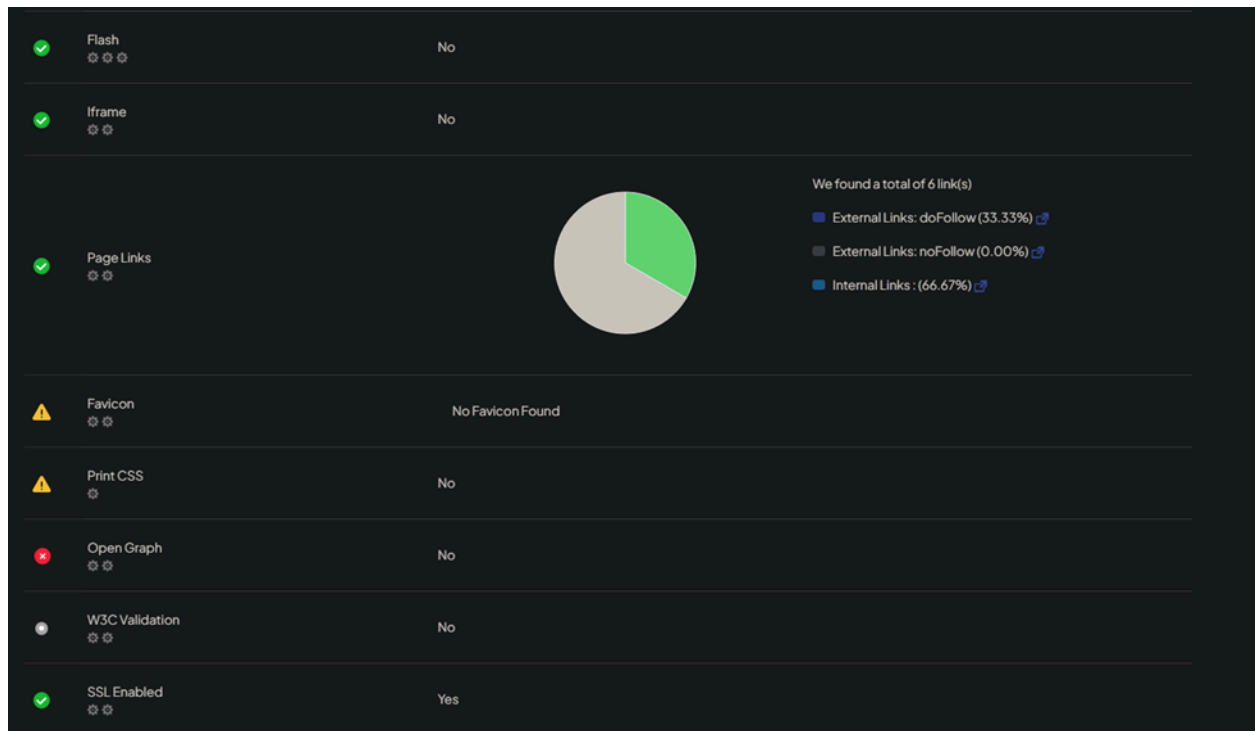 Flash
No
Iframe
No
We found a total of 6 link(s)
External Links: doFollow (33.33%)
External Links: noFollow (0.00%)
Internal Links : (66.67%)
Page Links
Favicon
No Favicon Found
Print CSS
No
Open Graph
No
W3C Validation
No
SSL Enabled
Yes